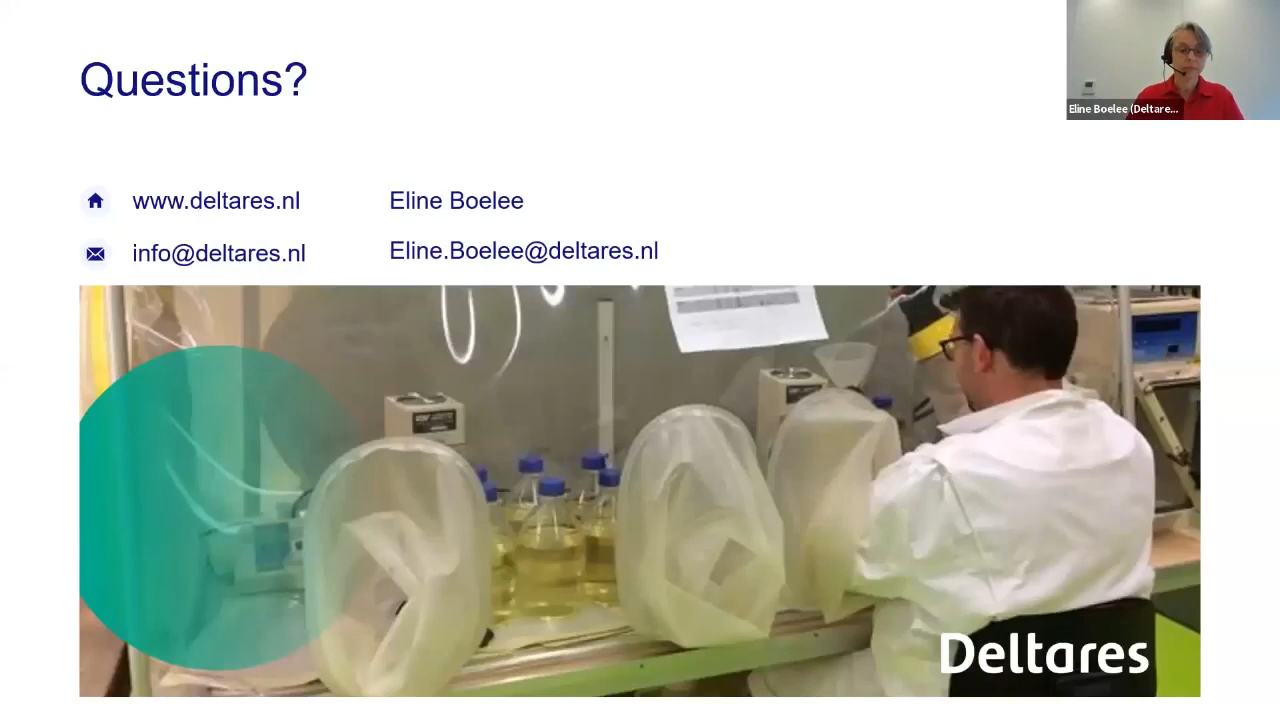 Questions?
Eline Boelee (Deltare...
www.deltares.nl
Eline Boelee
info@deltares.nl
Eline.Boelee@deltares.nl
Deltares